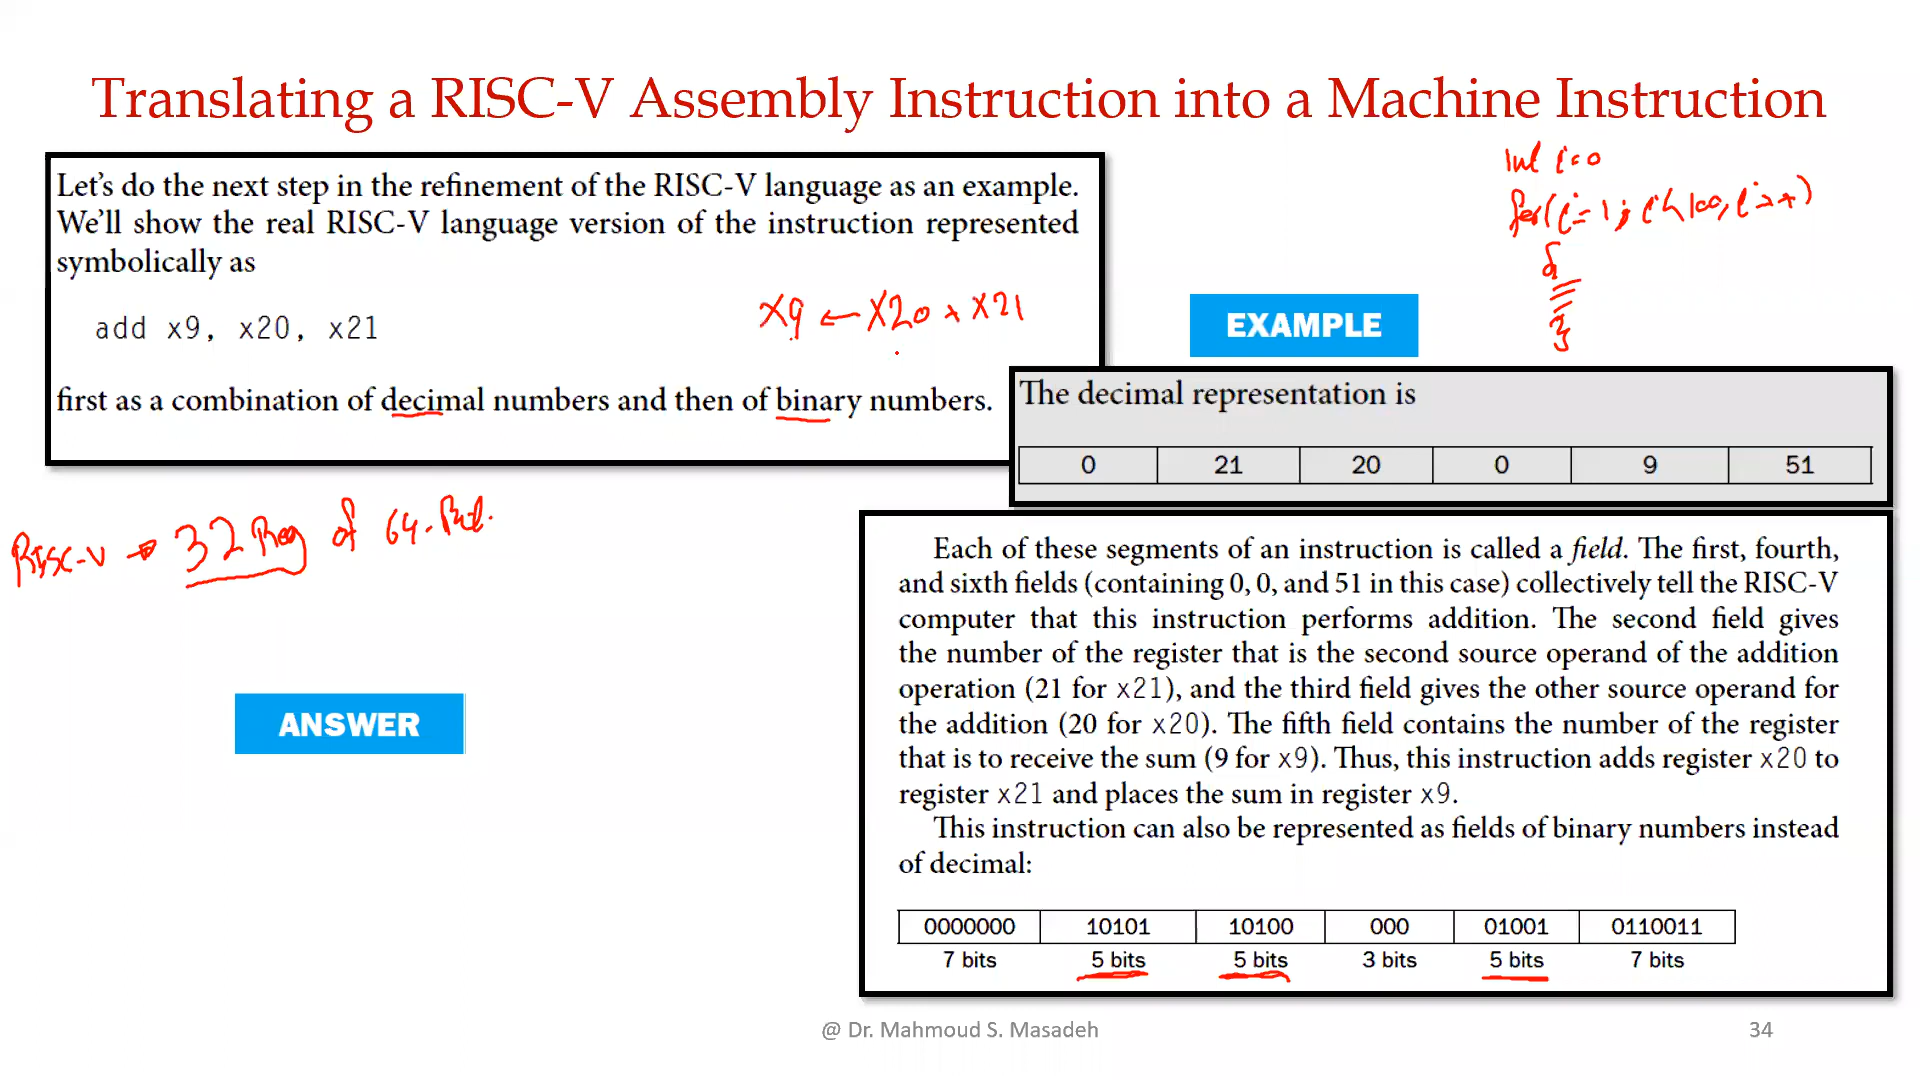 Translating a RISC-V Assembly Instruction into a Machine Instruction
Let's do the next step in the refinement of the RISC-V language as an example.
We'll show the real RISC-V language version of the instruction represented
symbolically as
add x9, x20, x21
X9 ← X20 + X21
first as a combination of decimal numbers and then of binary numbers.
int i=0
for(i=1; i<100, i++)
{
}
EXAMPLE
The decimal representation is
0 21 20 0 9 51
RISC-V → 32 Reg of 64-Bit.
ANSWER
Each of these segments of an instruction is called a field. The first, fourth,
and sixth fields (containing 0, 0, and 51 in this case) collectively tell the RISC-V
computer that this instruction performs addition. The second field gives
the number of the register that is the second source operand of the addition
operation (21 for x21), and the third field gives the other source operand for
the addition (20 for x20). The fifth field contains the number of the register
that is to receive the sum (9 for x9). Thus, this instruction adds register x20 to
register x21 and places the sum in register x9.
This instruction can also be represented as fields of binary numbers instead
of decimal:
0000000 10101 10100 000 01001 0110011
7 bits 5 bits 5 bits 3 bits 5 bits 7 bits
@ Dr. Mahmoud S. Masadeh
34